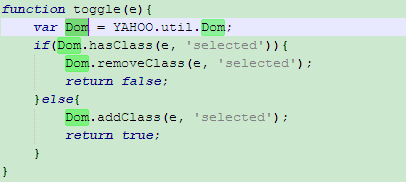 function toggle(e){
    var Dom = YAHOO.util.Dom;
    if(Dom.hasClass(e, 'selected')){
        Dom.removeClass(e, 'selected');
        return false;
    }else{
        Dom.addClass(e, 'selected');
        return true;
    }
}